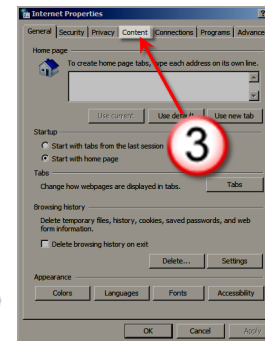 Internet Properties
General Security Privacy Content Connections Programs Advance
Home page
To create home page tabs, type each address on its own line.
Use current Use default Use new tab
Startup
Start with tabs from the last session
Start with home page
3
Tabs
Change how webpages are displayed in tabs. Tabs
Browsing history
Delete temporary files, history, cookies, saved passwords, and web
form information.
Delete browsing history on exit
Delete... Settings
Appearance
Colors Languages Fonts Accessibility
OK Cancel Apply